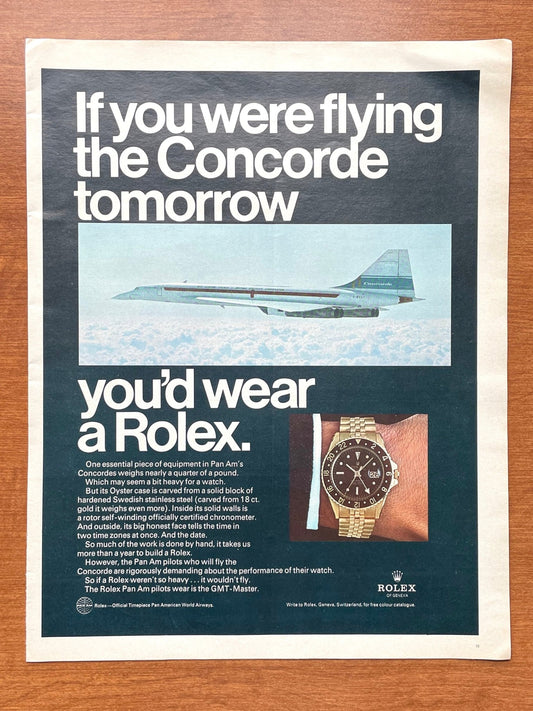 If you were flying
the Concorde
tomorrow
Concorde
you'd wear
a Rolex.
One essential piece of equipment in Pan Am's
Concordes weighs nearly a quarter of a pound.
Which may seem a bit heavy for a watch.
But its Oyster case is carved from a solid block of
hardened Swedish stainless steel (carved from 18 ct.
gold it weighs even more). Inside its solid walls is
a rotor self-winding officially certified chronometer.
And outside, its big honest face tells the time in
two time zones at once. And the date.
So much of the work is done by hand, it takes us
more than a year to build a Rolex.
However, the Pan Am pilots who will fly the
Concorde are rigorously demanding about the performance of their watch.
So if a Rolex weren't so heavy . . . it wouldn't fly.
The Rolex Pan Am pilots wear is the GMT-Master.
ROLEX
OF GENEVA
PAN AM
Rolex—Official Timepiece Pan American World Airways.
Write to Rolex, Geneva, Switzerland, for free colour catalogue.